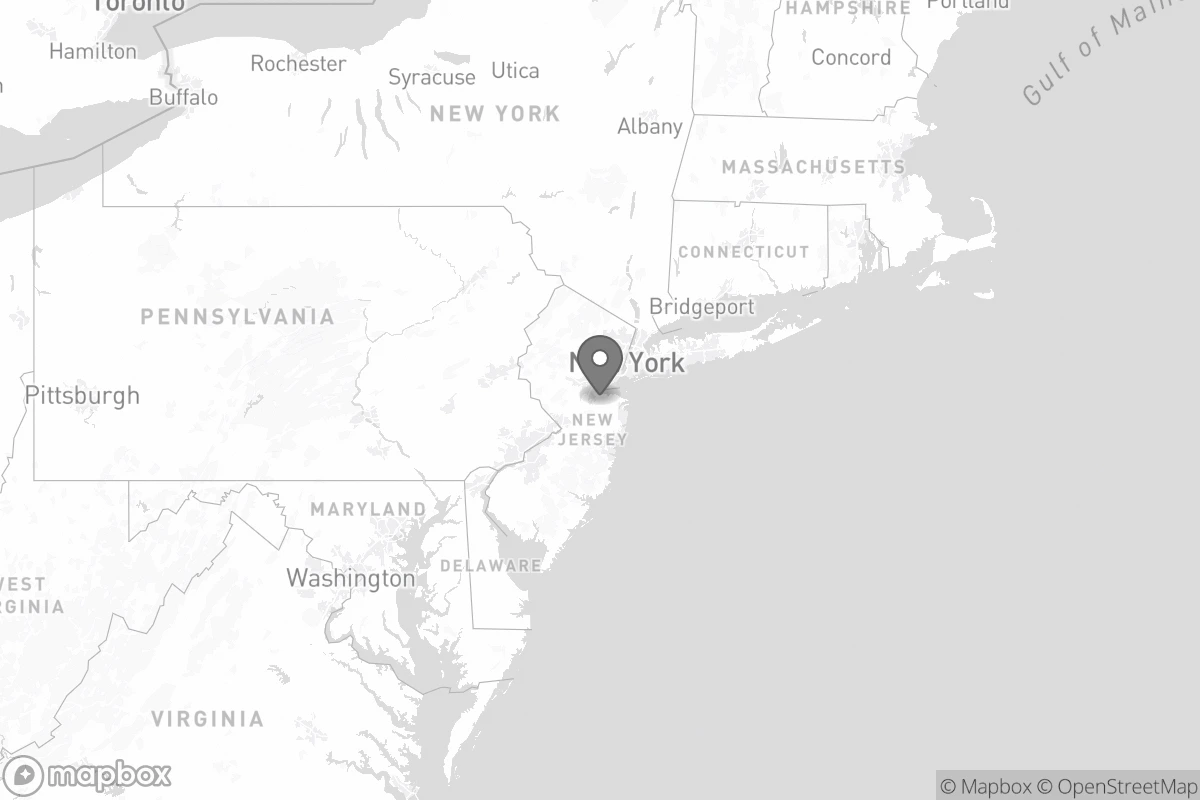 Toronto
HAMPSHIRE
Portland
Hamilton
Rochester
Syracuse
Utica
Concord
Gulf of Maine
Buffalo
NEW YORK
Albany
MASSACHUSETTS
CONNECTICUT
PENNSYLVANIA
Bridgeport
York
Pittsburgh
NEW
JERSEY
MARYLAND
DELAWARE
Washington
WEST
VIRGINIA
VIRGINIA
mapbox
© Mapbox © OpenStreetMap